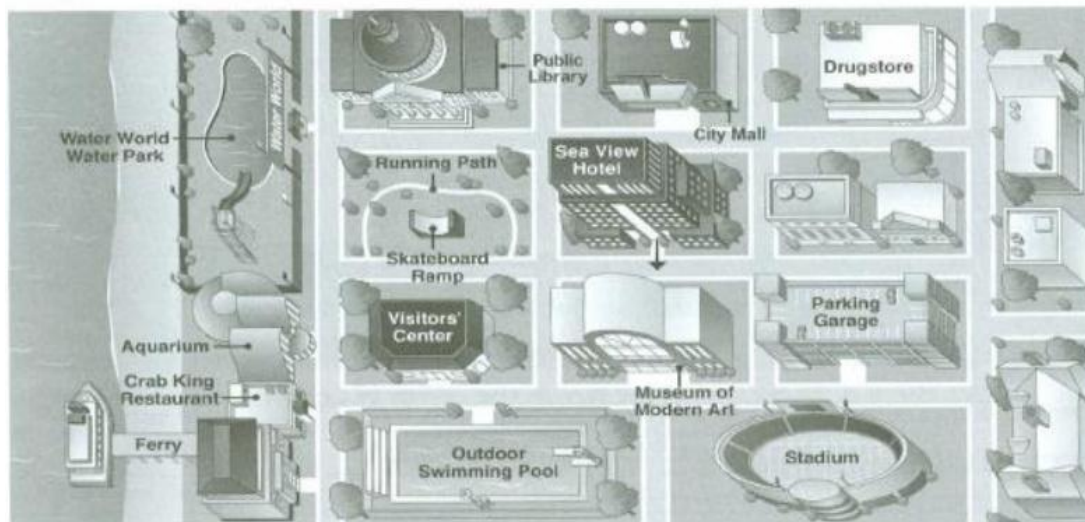 Public
Library
Drugstore
City Mall
Water World
Water Park
Water World
Running Path
Sea View
Hotel
Skateboard
Ramp
Visitors'
Center
Parking
Garage
Aquarium
Crab King
Restaurant
Museum of
Modern Art
Ferry
Outdoor
Swimming Pool
Stadium